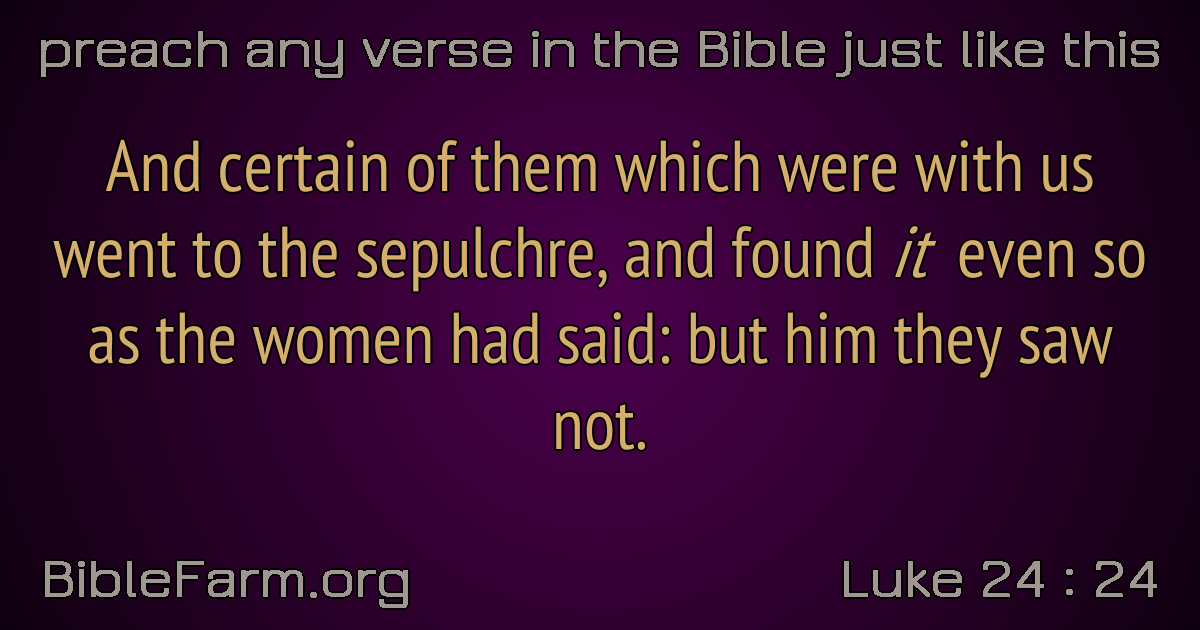 preach any verse in the Bible just like this
And certain of them which were with us
went to the sepulchre, and found it even so
as the women had said: but him they saw
not.
BibleFarm.org
Luke 24 : 24